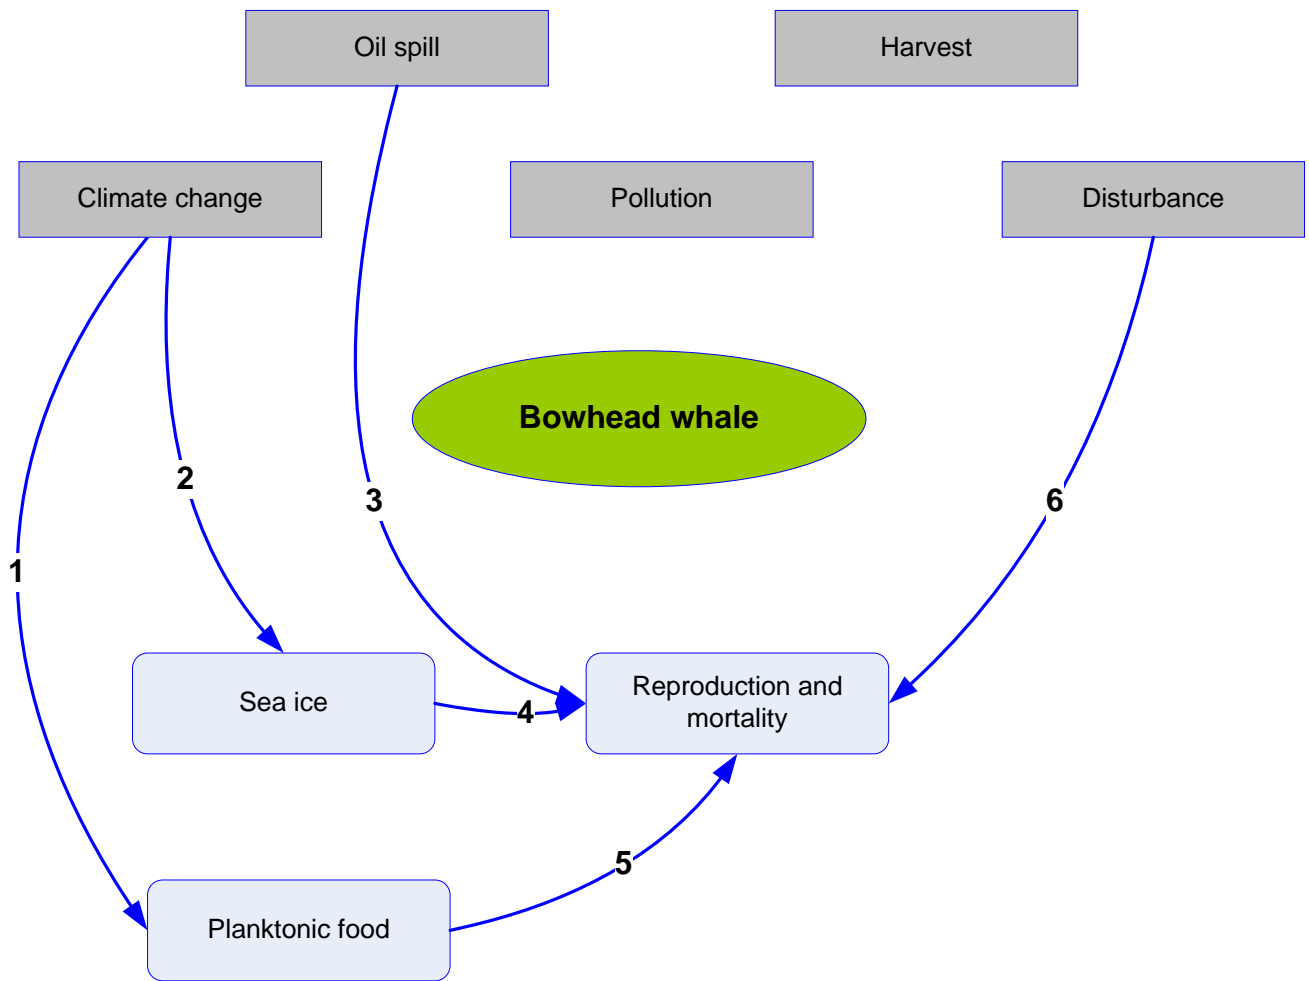 Oil spill
Harvest
Climate change
Pollution
Disturbance
Bowhead whale
2
3
6
1
Sea ice
4
Reproduction and
mortality
5
Planktonic food